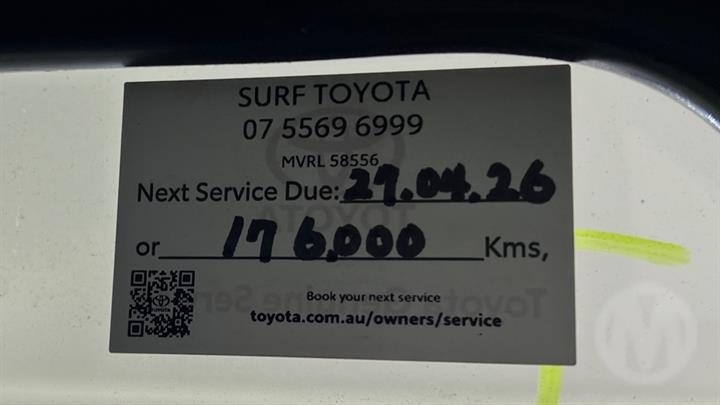 SURF TOYOTA
07 5569 6999
MVRL 58556
Next Service Due: 27.04.26
or 176,000 Kms,
Book your next service
toyota.com.au/owners/service